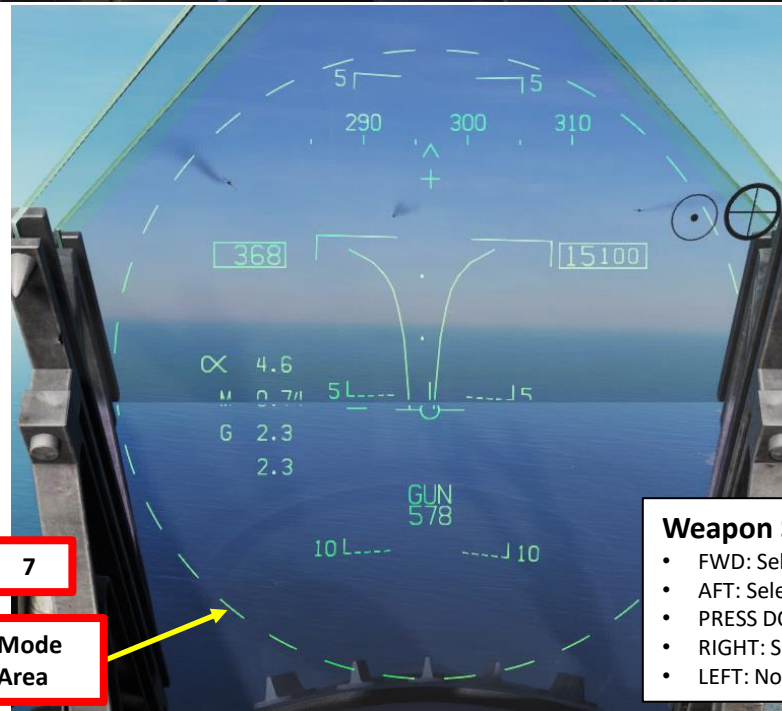 5 5
290 300 310
368 15100
α 4.6
5 5
G 2.3
2.3
GUN
578
10 10
7
Mode
Area
Weapon
• FWD: Sel
• AFT: Sele
• PRESS DO
• RIGHT: S
• LEFT: No